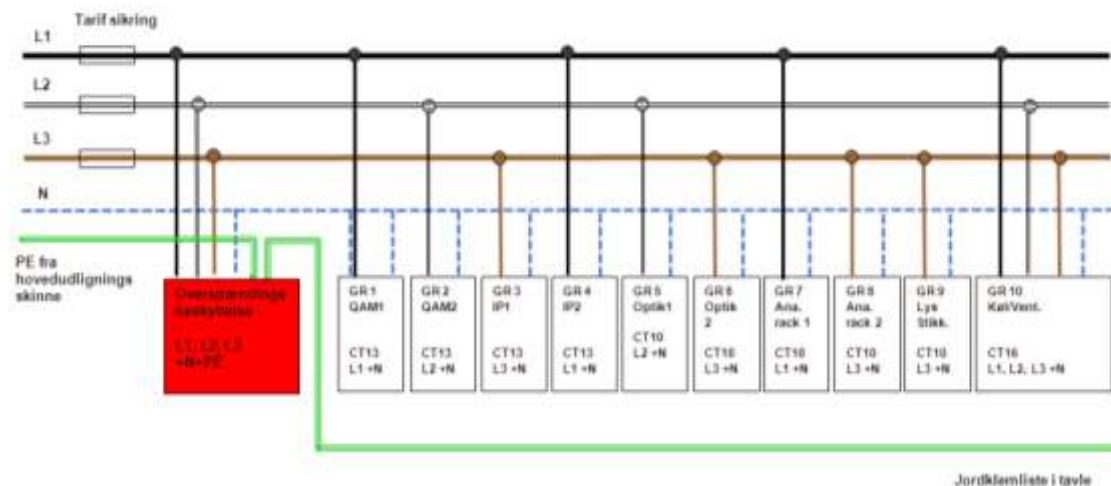 Tarif sikring
L1
L2
L3
N
PE fra
hovedudlignings
skinne
Overspændings
beskyttelse
L1, L2, L3
+N+PE
GR 1
QAM1
CT13
L1 +N
GR 2
QAM2
CT13
L2 +N
GR 3
IP1
CT13
L3 +N
GR 4
IP2
CT13
L1 +N
GR 5
Optik1
CT10
L2 +N
GR 6
Optik
2
CT10
L3 +N
GR 7
Ana.
rack 1
CT10
L1 +N
GR 8
Ana.
rack 2
CT10
L3 +N
GR 9
Lys
Stikk.
CT10
L3 +N
GR 10
Køl/Vent.
CT16
L1, L2, L3 +N
Jordklemliste i tavle